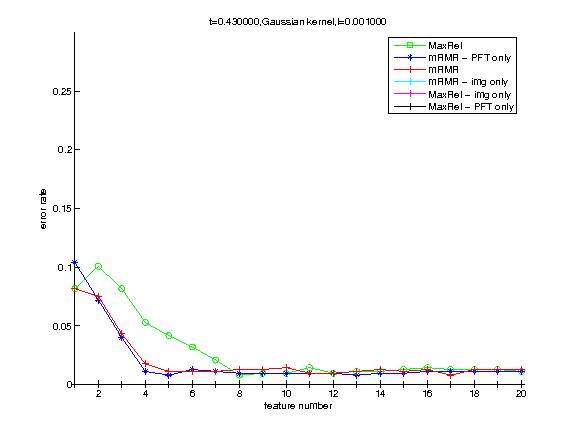 t=0.430000,Gaussian kernel,l=0.001000
MaxRel
mRMR – PFT only
mRMR
mRMR – img only
MaxRel – img only
MaxRel – PFT only
0.25
0.2
0.15
0.1
0.05
0
error rate
2 4 6 8 10 12 14 16 18 20
feature number